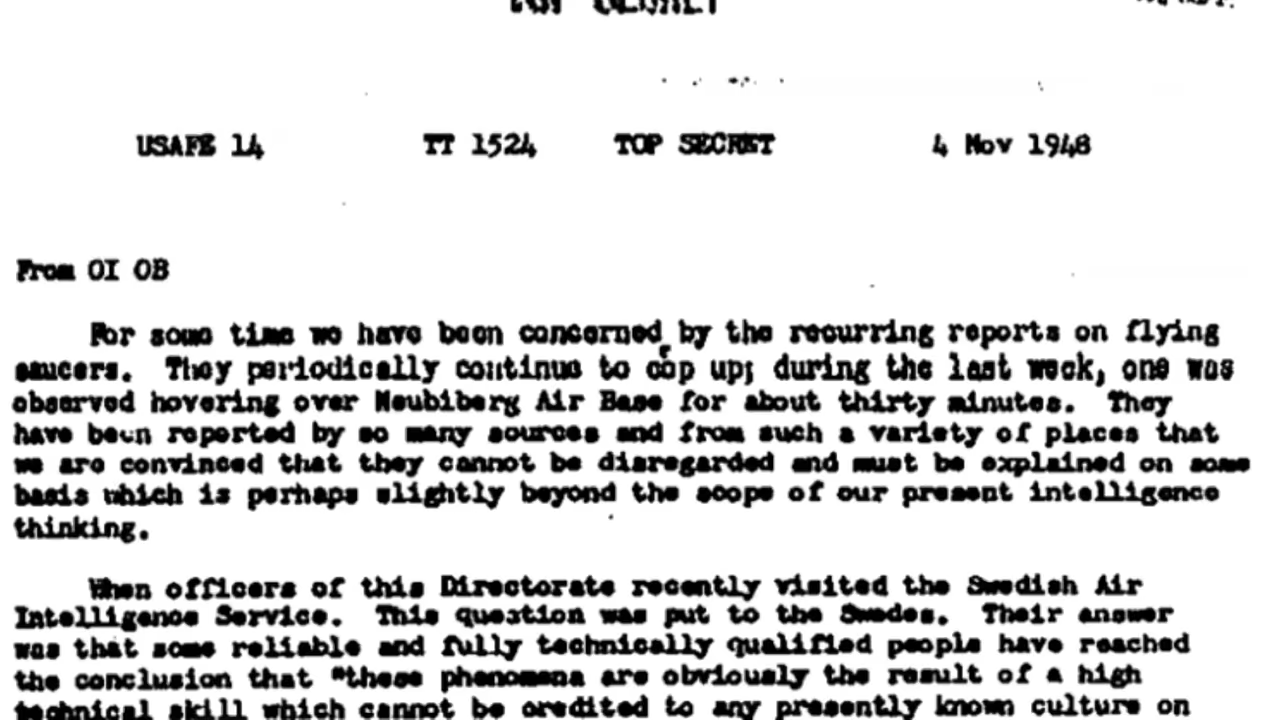 TOP SECRET
USAFE 14 TT 1524 TOP SECRET 4 Nov 1948
From OI OB
For some time we have been concerned by the recurring reports on flying
saucers. They periodically continue to cop up; during the last week, one was
observed hovering over Neubiberg Air Base for about thirty minutes. They
have been reported by so many sources and from such a variety of places that
we are convinced that they cannot be disregarded and must be explained on some
basis which is perhaps slightly beyond the scope of our present intelligence
thinking.
When officers of this Directorate recently visited the Swedish Air
Intelligence Service. This question was put to the Swedes. Their answer
was that some reliable and fully technically qualified people have reached
the conclusion that "these phenomena are obviously the result of a high
technical skill which cannot be credited to any presently known culture on